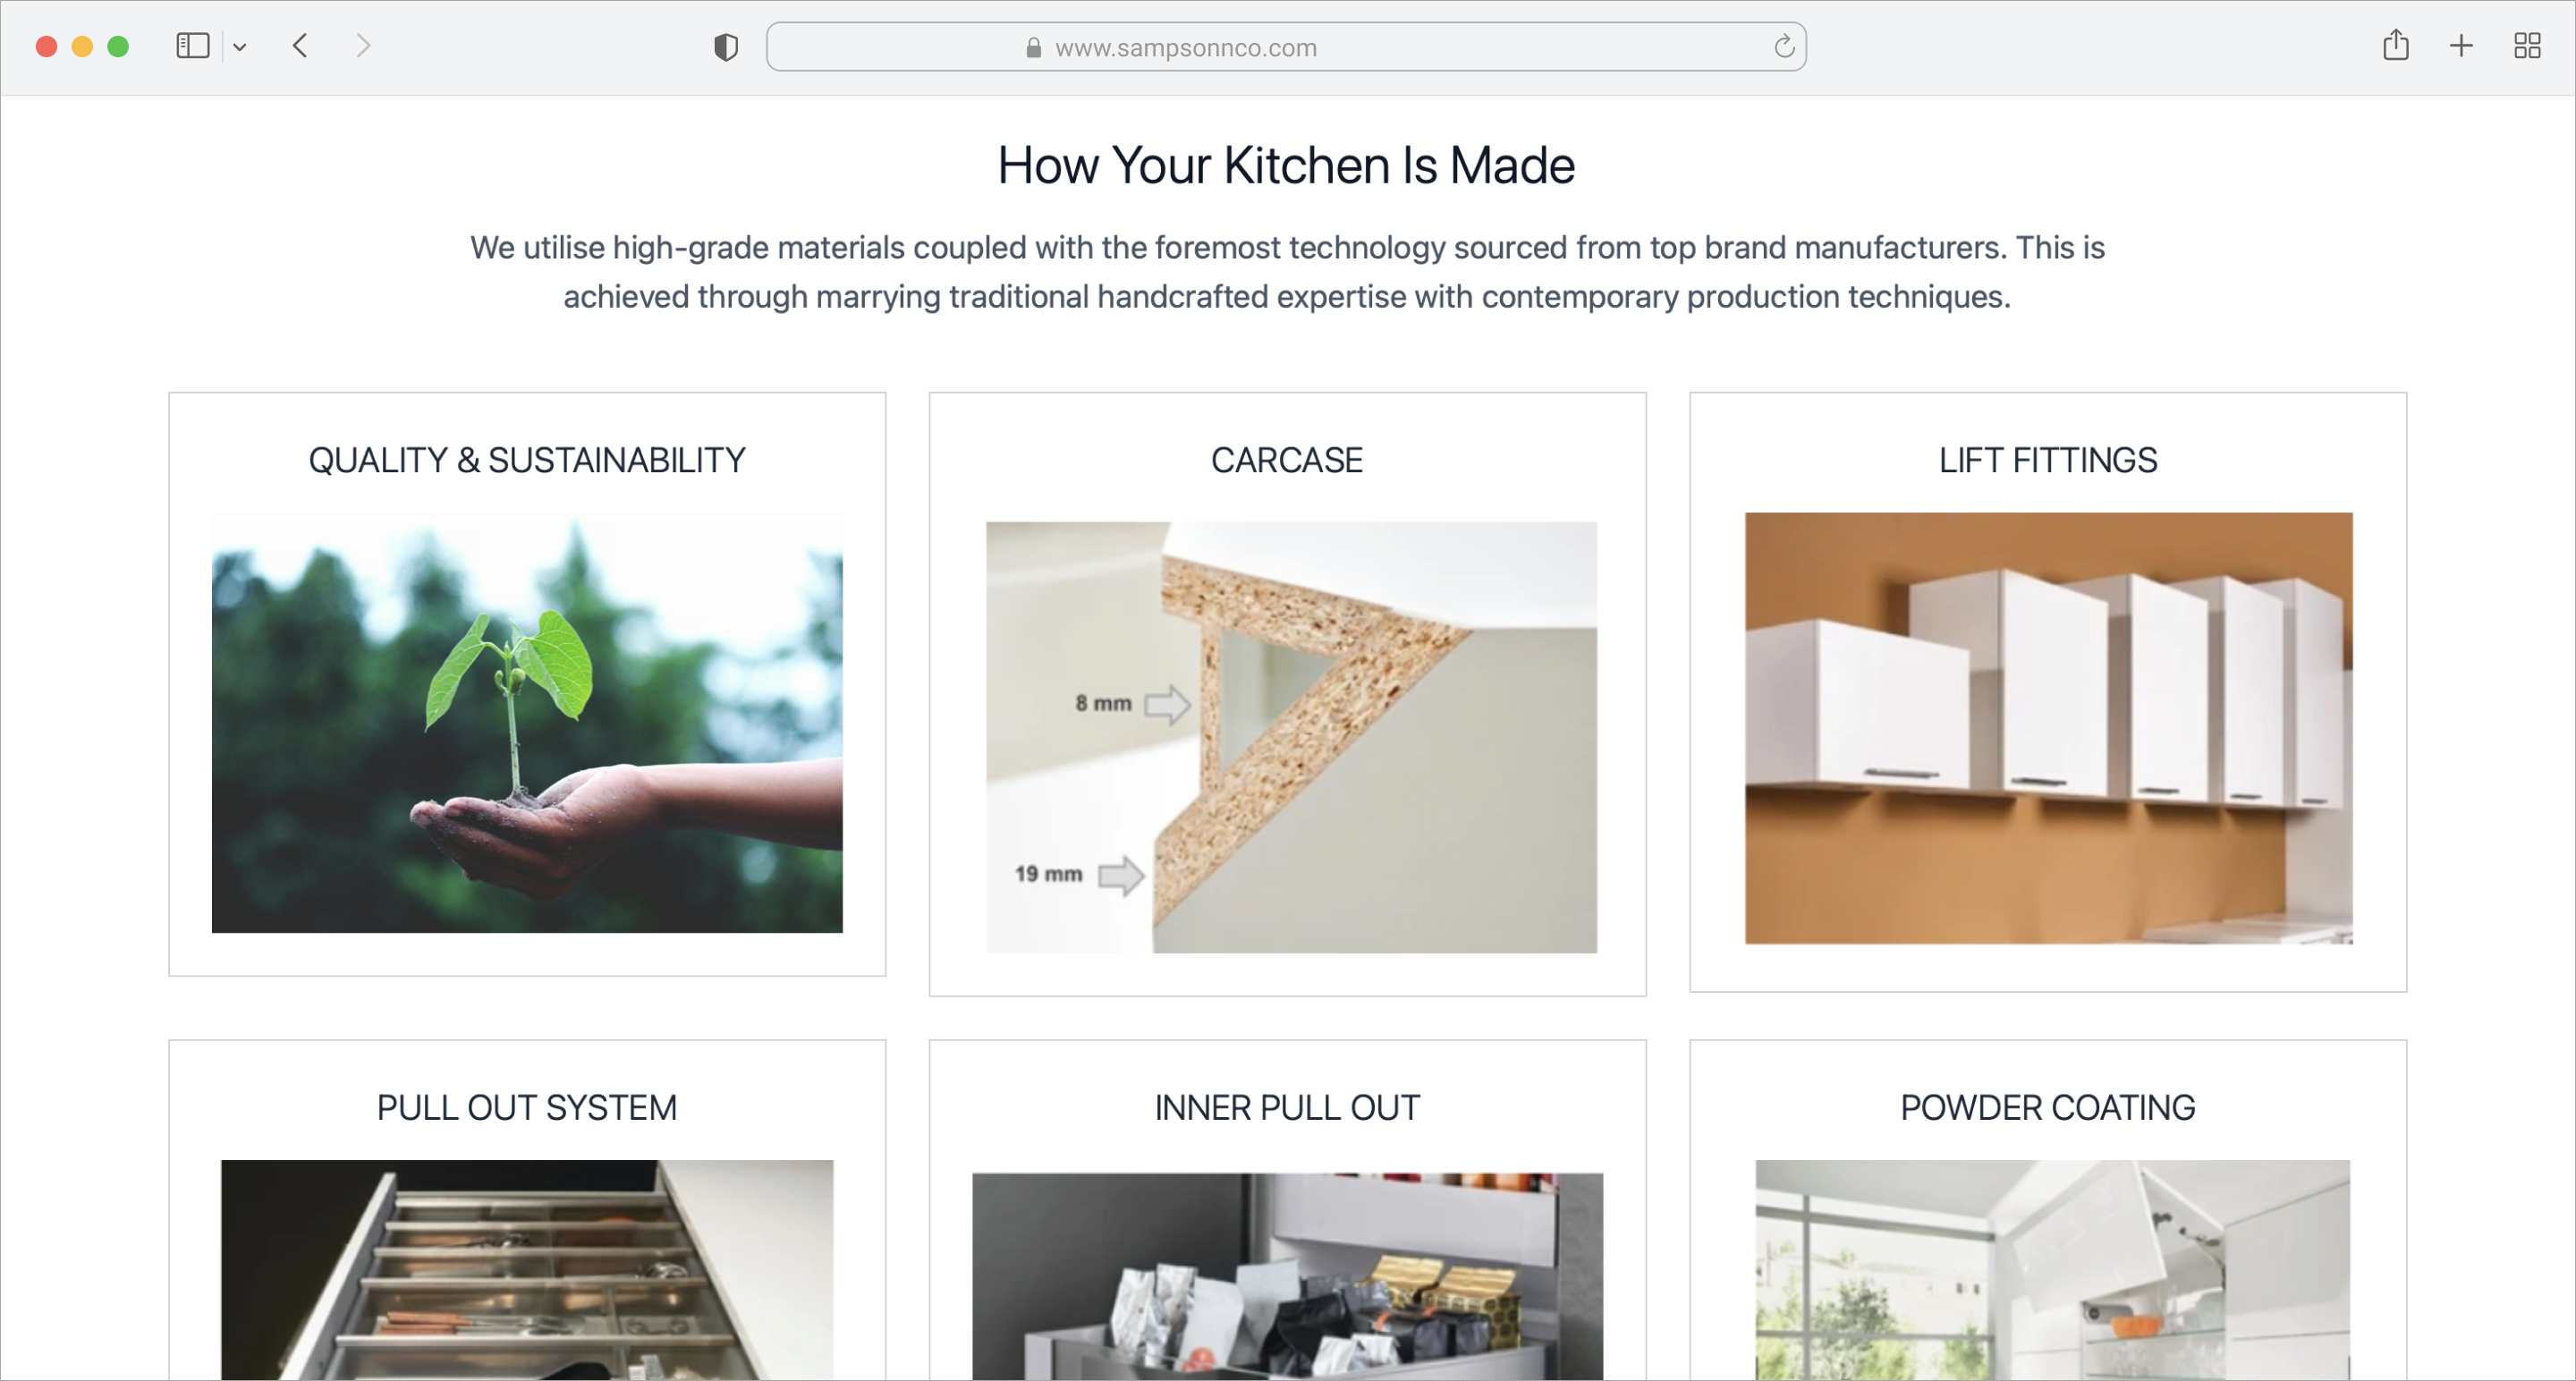 www.sampsonnco.com
How Your Kitchen Is Made
We utilise high-grade materials coupled with the foremost technology sourced from top brand manufacturers. This is
achieved through marrying traditional handcrafted expertise with contemporary production techniques.
QUALITY & SUSTAINABILITY
CARCASE
LIFT FITTINGS
8 mm
19 mm
PULL OUT SYSTEM
INNER PULL OUT
POWDER COATING